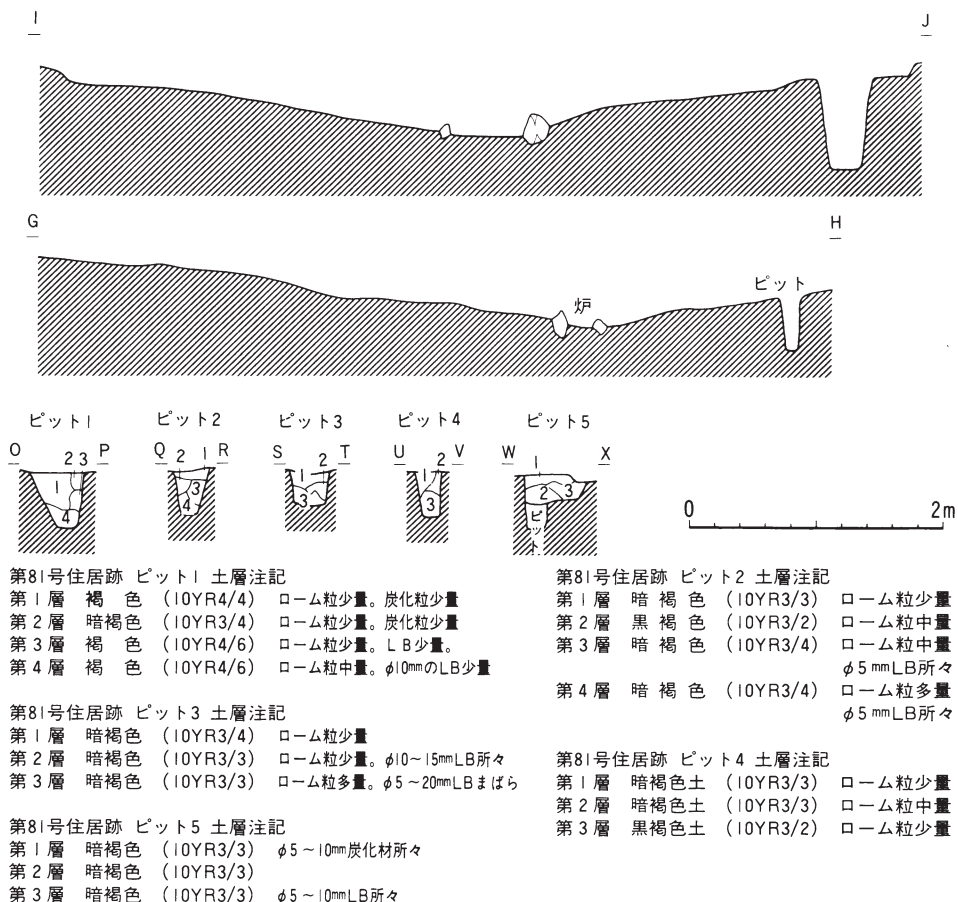 I J
G H
ピット
炉
ピット1 ピット2 ピット3 ピット4 ピット5
O 2 3 P Q 2 1 R S 2 T U 2 V W 1 X
1 1 1
3 2 3
4 4 3 3
ピット
0 2m
第81号住居跡 ピット1 土層注記
第1層 褐 色 (10YR4/4) ローム粒少量。炭化粒少量
第2層 暗褐色 (10YR3/4) ローム粒少量。炭化粒少量
第3層 褐 色 (10YR4/6) ローム粒少量。LB少量。
第4層 褐 色 (10YR4/6) ローム粒中量。φ10mmのLB少量
第81号住居跡 ピット3 土層注記
第1層 暗褐色 (10YR3/4) ローム粒少量
第2層 暗褐色 (10YR3/3) ローム粒少量。φ10~15mmLB所々
第3層 暗褐色 (10YR3/3) ローム粒多量。φ5~20mmLBまばら
第81号住居跡 ピット5 土層注記
第1層 暗褐色 (10YR3/3) φ5~10mm炭化材所々
第2層 暗褐色 (10YR3/3)
第3層 暗褐色 (10YR3/3) φ5~10mmLB所々
第81号住居跡 ピット2 土層注記
第1層 暗 褐 色 (10YR3/3) ローム粒少量
第2層 黒 褐 色 (10YR3/2) ローム粒中量
第3層 暗 褐 色 (10YR3/4) ローム粒中量
φ5mmLB所々
第4層 暗 褐 色 (10YR3/4) ローム粒多量
φ5mmLB所々
第81号住居跡 ピット4 土層注記
第1層 暗褐色土 (10YR3/3) ローム粒少量
第2層 暗褐色土 (10YR3/3) ローム粒中量
第3層 黒褐色土 (10YR3/2) ローム粒少量